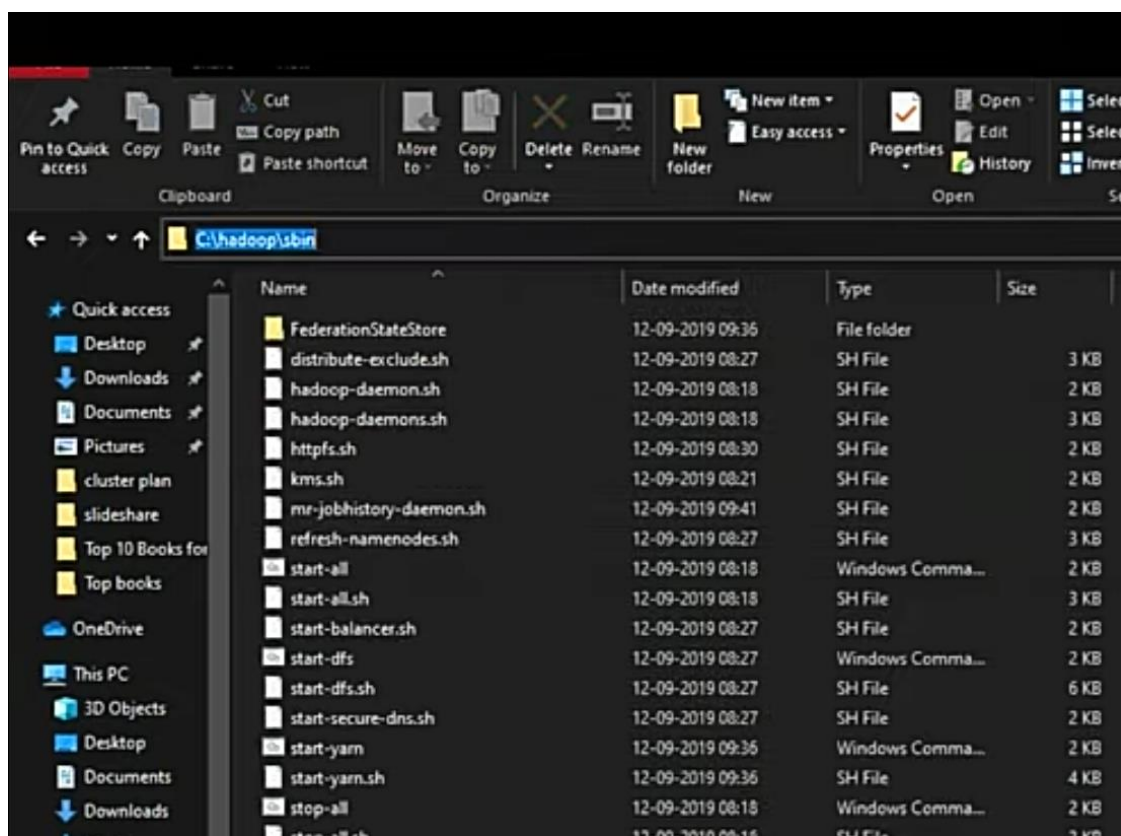 Cut
Copy path
Paste shortcut
Pin to Quick access
Copy
Paste
Clipboard
Move to
Copy to
Delete
Rename
Organize
New folder
New item
Easy access
New
Properties
Open
Edit
History
Open
C:\hadoop\sbin
Quick access
Desktop
Downloads
Documents
Pictures
cluster plan
slideshare
Top 10 Books for
Top books
OneDrive
This PC
3D Objects
Desktop
Documents
Downloads
Name Date modified Type Size
FederationStateStore 12-09-2019 09:36 File folder
distribute-exclude.sh 12-09-2019 08:27 SH File 3 KB
hadoop-daemon.sh 12-09-2019 08:18 SH File 2 KB
hadoop-daemons.sh 12-09-2019 08:18 SH File 3 KB
httpfs.sh 12-09-2019 08:30 SH File 2 KB
kms.sh 12-09-2019 08:21 SH File 2 KB
mr-jobhistory-daemon.sh 12-09-2019 09:41 SH File 2 KB
refresh-namenodes.sh 12-09-2019 08:27 SH File 3 KB
start-all 12-09-2019 08:18 Windows Comma... 2 KB
start-all.sh 12-09-2019 08:18 SH File 3 KB
start-balancer.sh 12-09-2019 08:27 SH File 2 KB
start-dfs 12-09-2019 08:27 Windows Comma... 2 KB
start-dfs.sh 12-09-2019 08:27 SH File 6 KB
start-secure-dns.sh 12-09-2019 08:27 SH File 2 KB
start-yarn 12-09-2019 09:36 Windows Comma... 2 KB
start-yarn.sh 12-09-2019 09:36 SH File 4 KB
stop-all 12-09-2019 08:18 Windows Comma... 2 KB